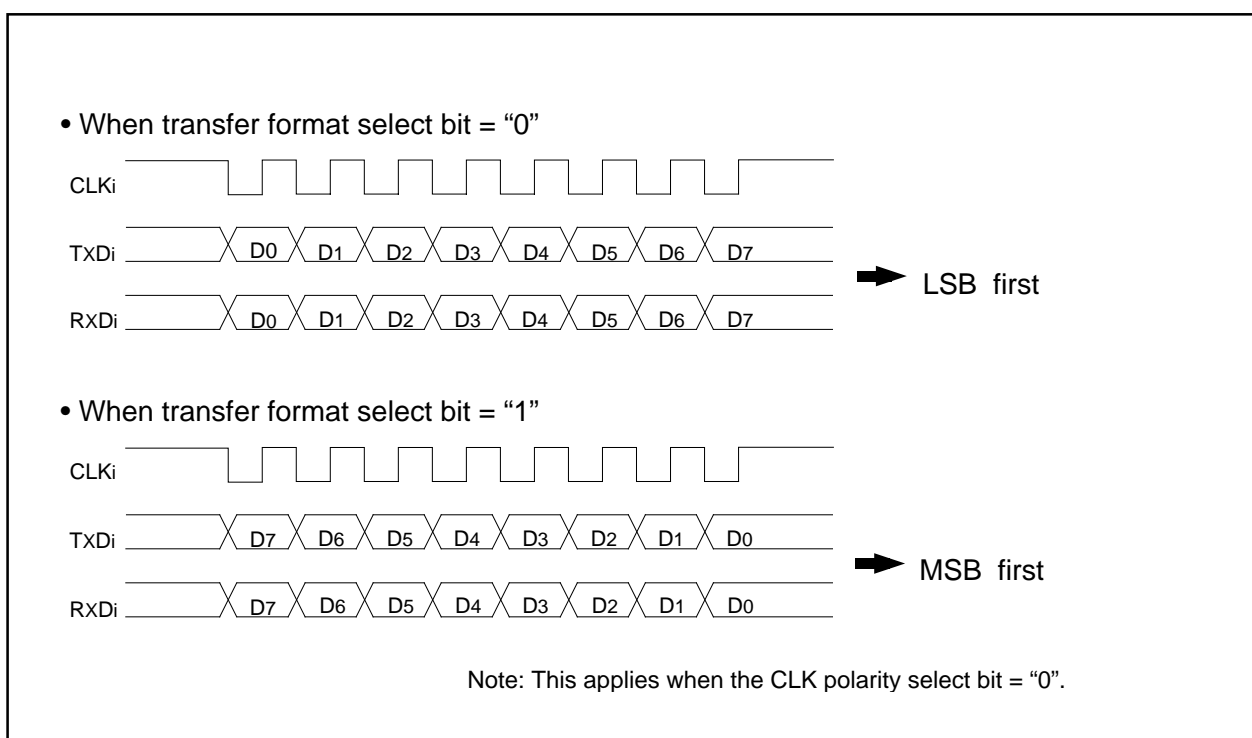 • When transfer format select bit = “0”
CLKi
TXDi D0 D1 D2 D3 D4 D5 D6 D7
LSB first
RXDi D0 D1 D2 D3 D4 D5 D6 D7
• When transfer format select bit = “1”
CLKi
TXDi D7 D6 D5 D4 D3 D2 D1 D0
MSB first
RXDi D7 D6 D5 D4 D3 D2 D1 D0
Note: This applies when the CLK polarity select bit = “0”.